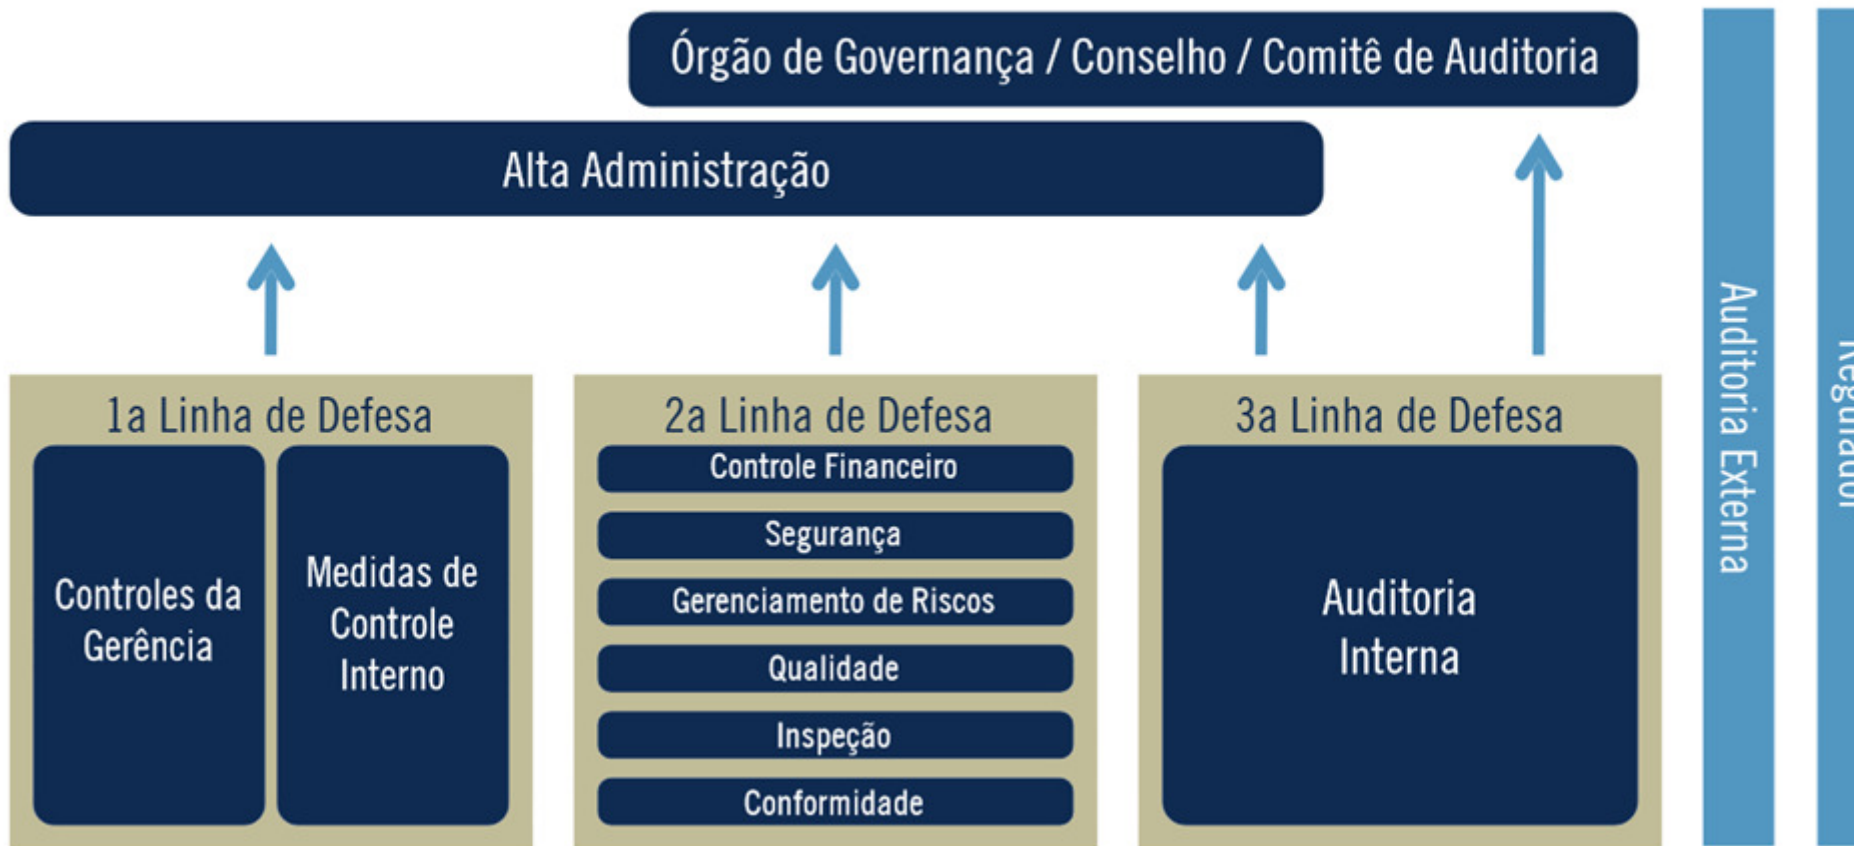 Órgão de Governança / Conselho / Comitê de Auditoria
Alta Administração
1a Linha de Defesa
Controles da
Gerência
Medidas de
Controle
Interno
2a Linha de Defesa
Controle Financeiro
Segurança
Gerenciamento de Riscos
Qualidade
Inspeção
Conformidade
3a Linha de Defesa
Auditoria
Interna
Auditoria Externa
Regulador